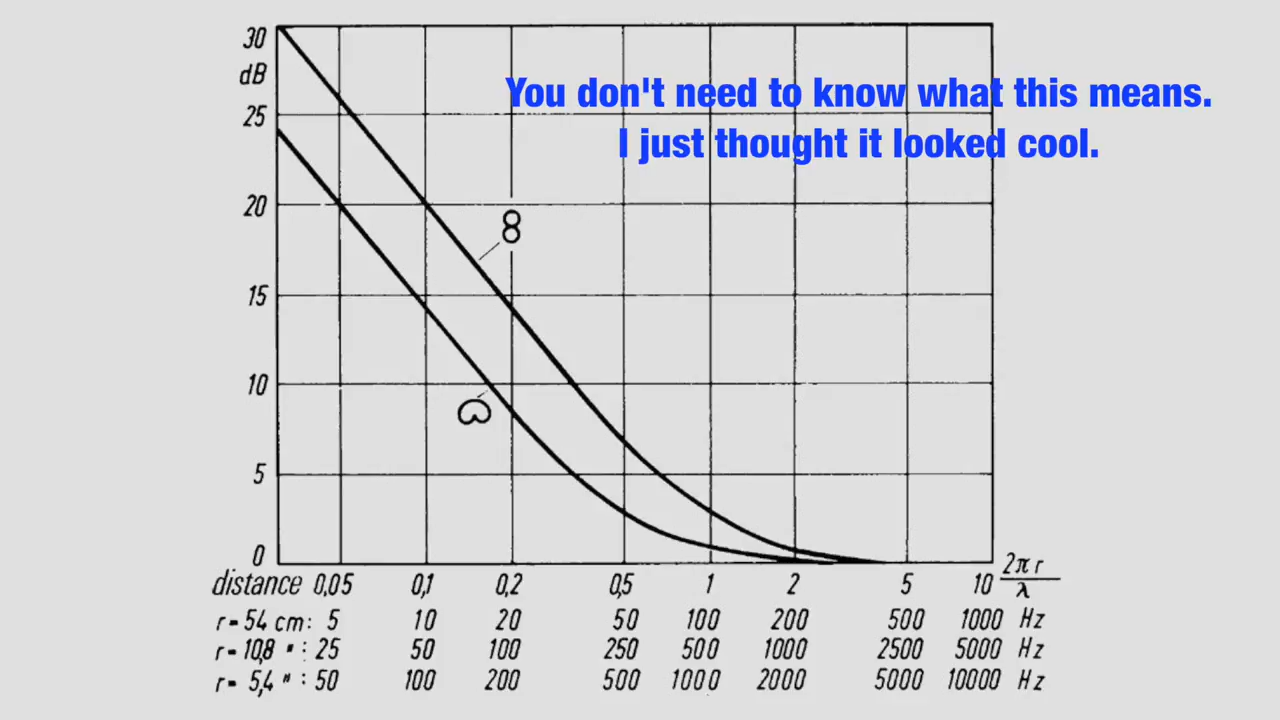 30
dB
You don't need to know what this means.
25
I just thought it looked cool.
20
8
15
10
5
0
2πr
distance 0,05 0,1 0,2 0,5 1 2 5 10 λ
r = 54 cm: 5 10 20 50 100 200 500 1000 Hz
r = 10,8 " : 25 50 100 250 500 1000 2500 5000 Hz
r = 5,4 " : 50 100 200 500 1000 2000 5000 10000 Hz